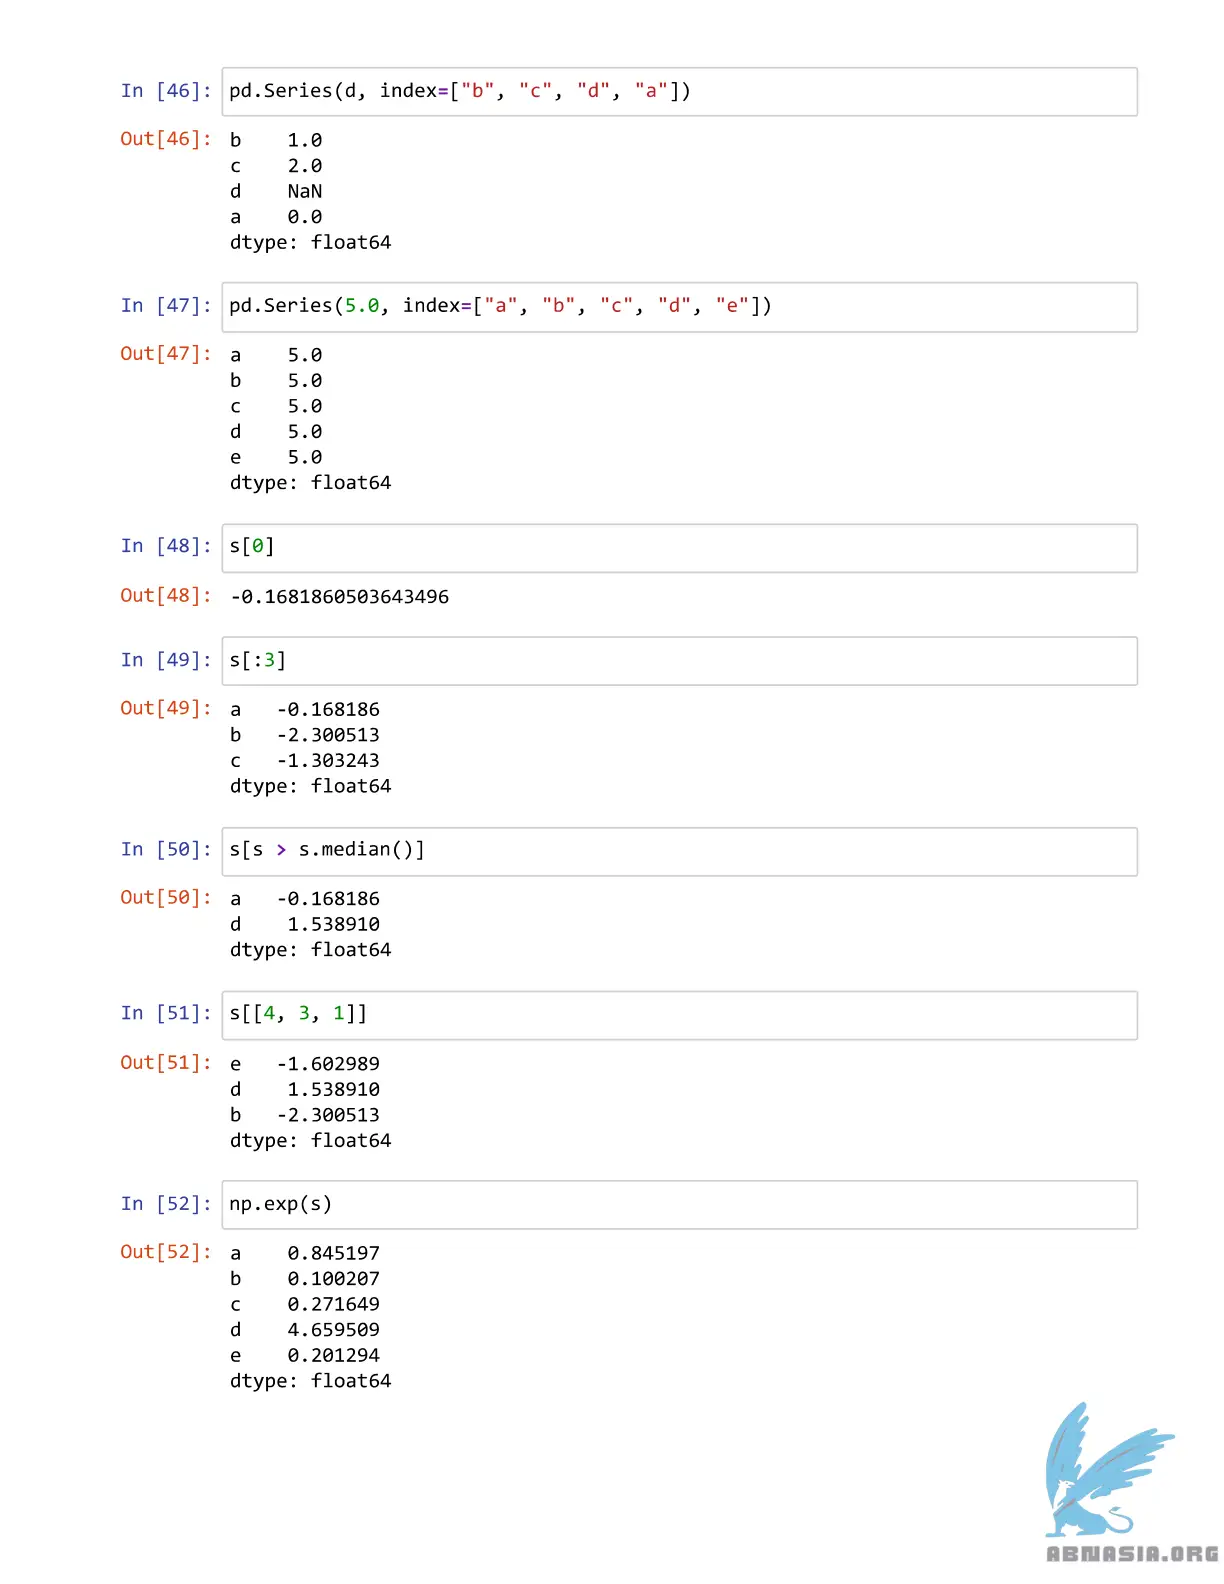 In [46]: pd.Series(d, index=["b", "c", "d", "a"])
Out[46]: b    1.0
c    2.0
d    NaN
a    0.0
dtype: float64
In [47]: pd.Series(5.0, index=["a", "b", "c", "d", "e"])
Out[47]: a    5.0
b    5.0
c    5.0
d    5.0
e    5.0
dtype: float64
In [48]: s[0]
Out[48]: -0.1681860503643496
In [49]: s[:3]
Out[49]: a   -0.168186
b   -2.300513
c   -1.303243
dtype: float64
In [50]: s[s > s.median()]
Out[50]: a   -0.168186
d    1.538910
dtype: float64
In [51]: s[[4, 3, 1]]
Out[51]: e   -1.602989
d    1.538910
b   -2.300513
dtype: float64
In [52]: np.exp(s)
Out[52]: a    0.845197
b    0.100207
c    0.271649
d    4.659509
e    0.201294
dtype: float64
ABNASIA.ORG